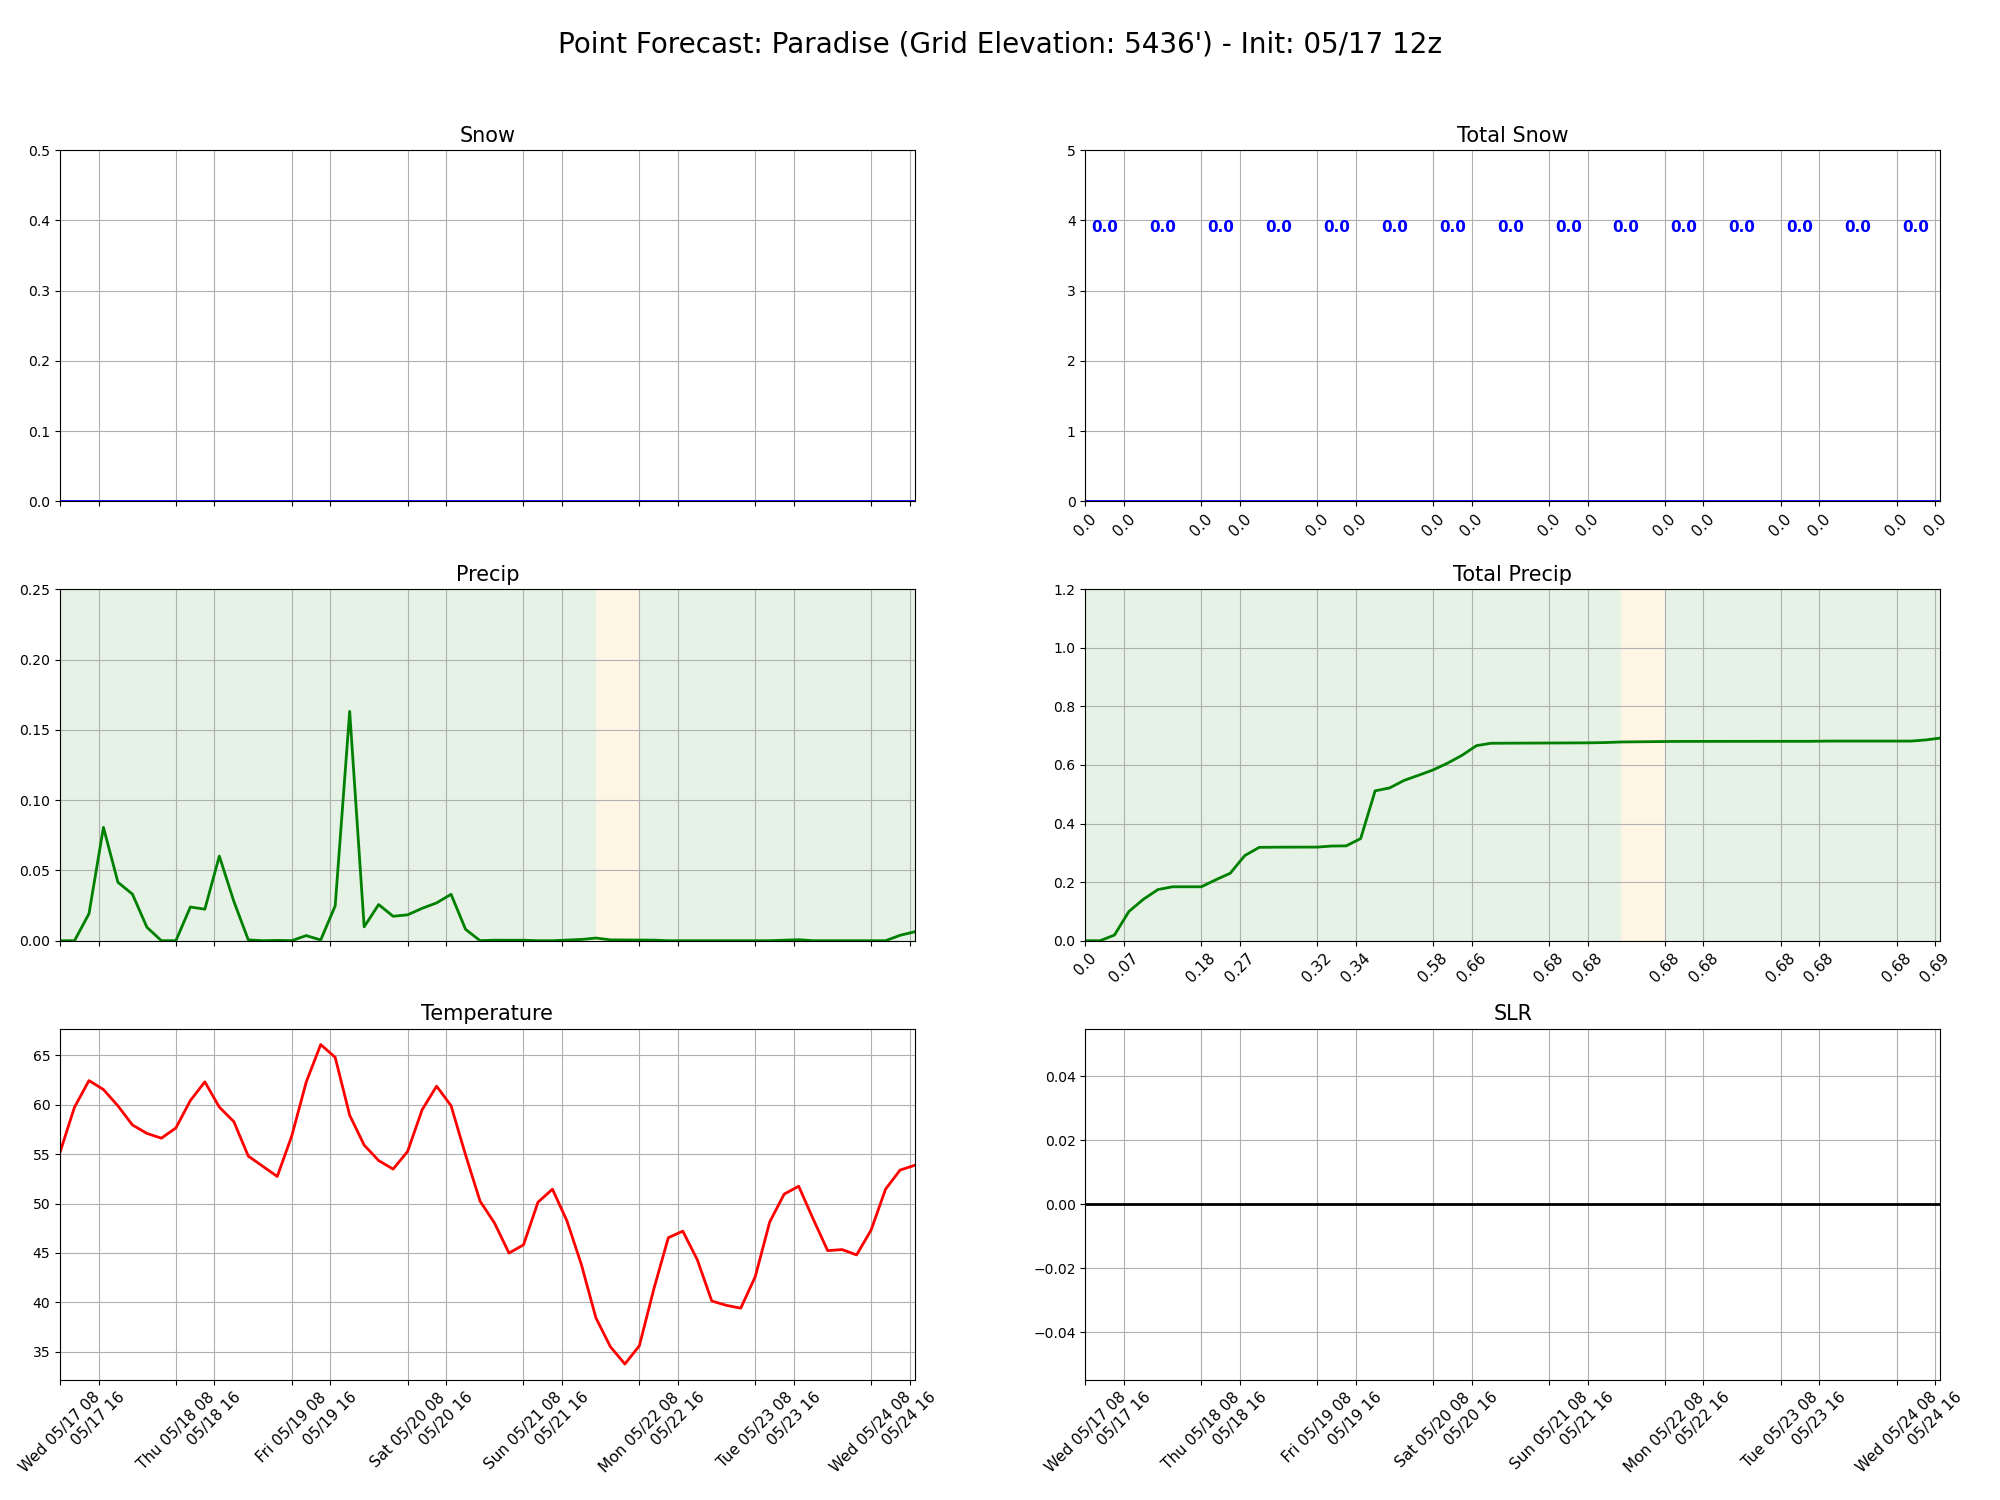 Point Forecast: Paradise (Grid Elevation: 5436') - Init: 05/17 12z
Snow
0.5
0.4
0.3
0.2
0.1
0.0
Total Snow
5
4
3
2
1
0
0.0 0.0 0.0 0.0 0.0 0.0 0.0 0.0 0.0 0.0 0.0 0.0 0.0 0.0 0.0
0.0 0.0 0.0 0.0 0.0 0.0 0.0 0.0 0.0 0.0 0.0 0.0 0.0 0.0 0.0 0.0
Precip
0.25
0.20
0.15
0.10
0.05
0.00
Total Precip
1.2
1.0
0.8
0.6
0.4
0.2
0.0
0.0 0.07 0.18 0.27 0.32 0.34 0.58 0.66 0.68 0.68 0.68 0.68 0.68 0.68 0.68 0.69
Temperature
65
60
55
50
45
40
35
Wed 05/17 08
05/17 16
Thu 05/18 08
05/18 16
Fri 05/19 08
05/19 16
Sat 05/20 08
05/20 16
Sun 05/21 08
05/21 16
Mon 05/22 08
05/22 16
Tue 05/23 08
05/23 16
Wed 05/24 08
05/24 16
SLR
0.04
0.02
0.00
−0.02
−0.04
Wed 05/17 08
05/17 16
Thu 05/18 08
05/18 16
Fri 05/19 08
05/19 16
Sat 05/20 08
05/20 16
Sun 05/21 08
05/21 16
Mon 05/22 08
05/22 16
Tue 05/23 08
05/23 16
Wed 05/24 08
05/24 16